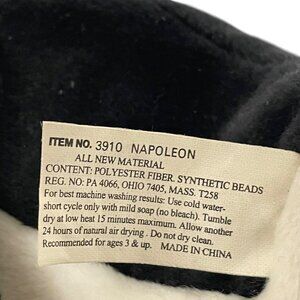 ITEM NO. 3910 NAPOLEON
ALL NEW MATERIAL
CONTENT: POLYESTER FIBER. SYNTHETIC BEADS
REG. NO: PA 4066, OHIO 7405, MASS. T258
For best machine washing results: Use cold water-
short cycle only with mild soap (no bleach). Tumble
dry at low heat 15 minutes maximum. Allow another
24 hours of natural air drying . Do not dry clean.
Recommended for ages 3 & up. MADE IN CHINA